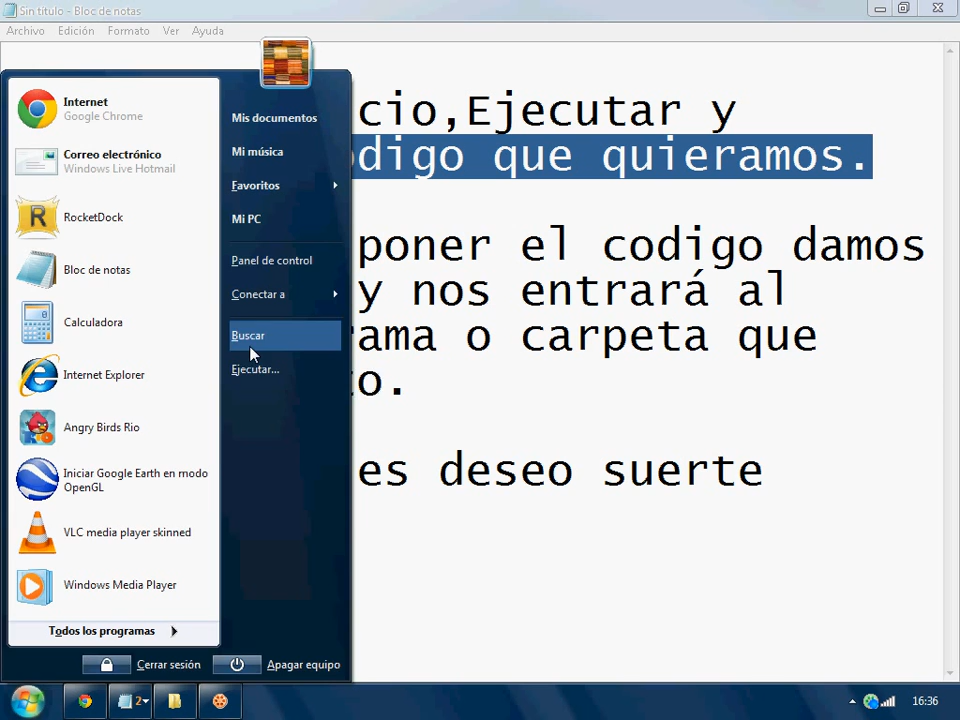 Sin título - Bloc de notas
Archivo Edición Formato Ver Ayuda
cio,Ejecutar y
odigo que quieramos.
poner el codigo damos
y nos entrará al
rama o carpeta que
to.
es deseo suerte
Internet
Google Chrome
Correo electrónico
Windows Live Hotmail
RocketDock
Bloc de notas
Calculadora
Internet Explorer
Angry Birds Rio
Iniciar Google Earth en modo
OpenGL
VLC media player skinned
Windows Media Player
Todos los programas
Mis documentos
Mi música
Favoritos
Mi PC
Panel de control
Conectar a
Buscar
Ejecutar...
Cerrar sesión
Apagar equipo
2
16:36